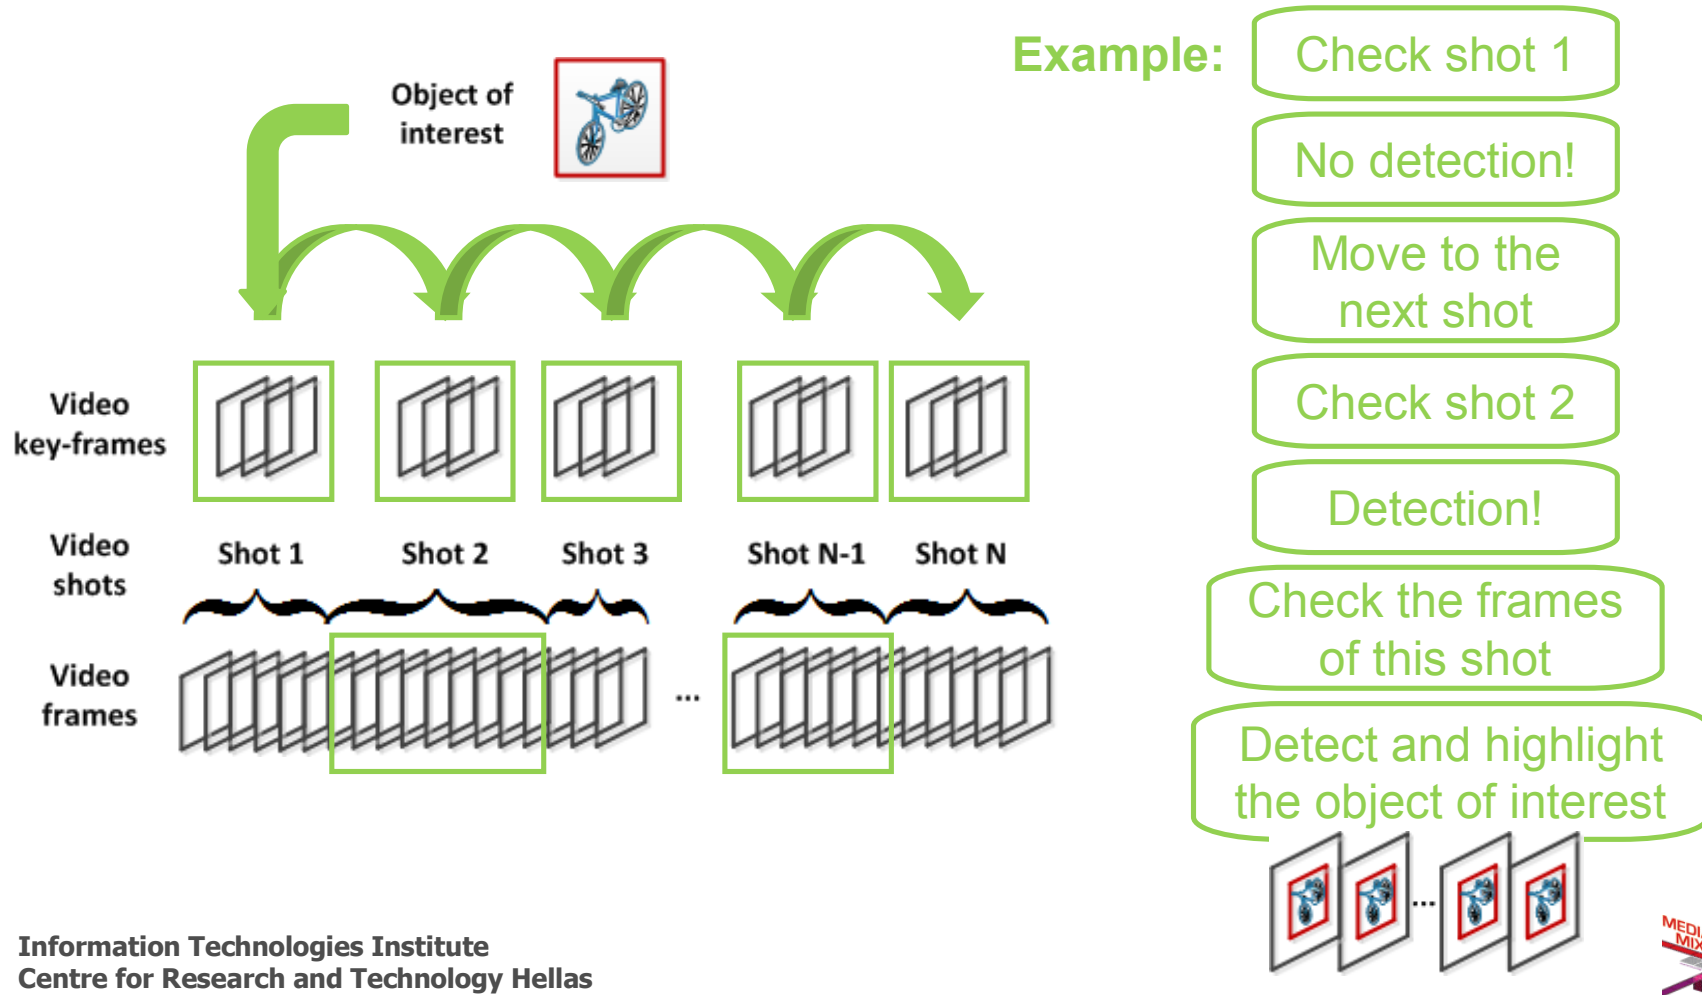 Object of
interest
Video
key-frames
Video
shots
Shot 1 Shot 2 Shot 3 Shot N-1 Shot N
Video
frames
...
Example:
Check shot 1
No detection!
Move to the
next shot
Check shot 2
Detection!
Check the frames
of this shot
Detect and highlight
the object of interest
...
Information Technologies Institute
Centre for Research and Technology Hellas